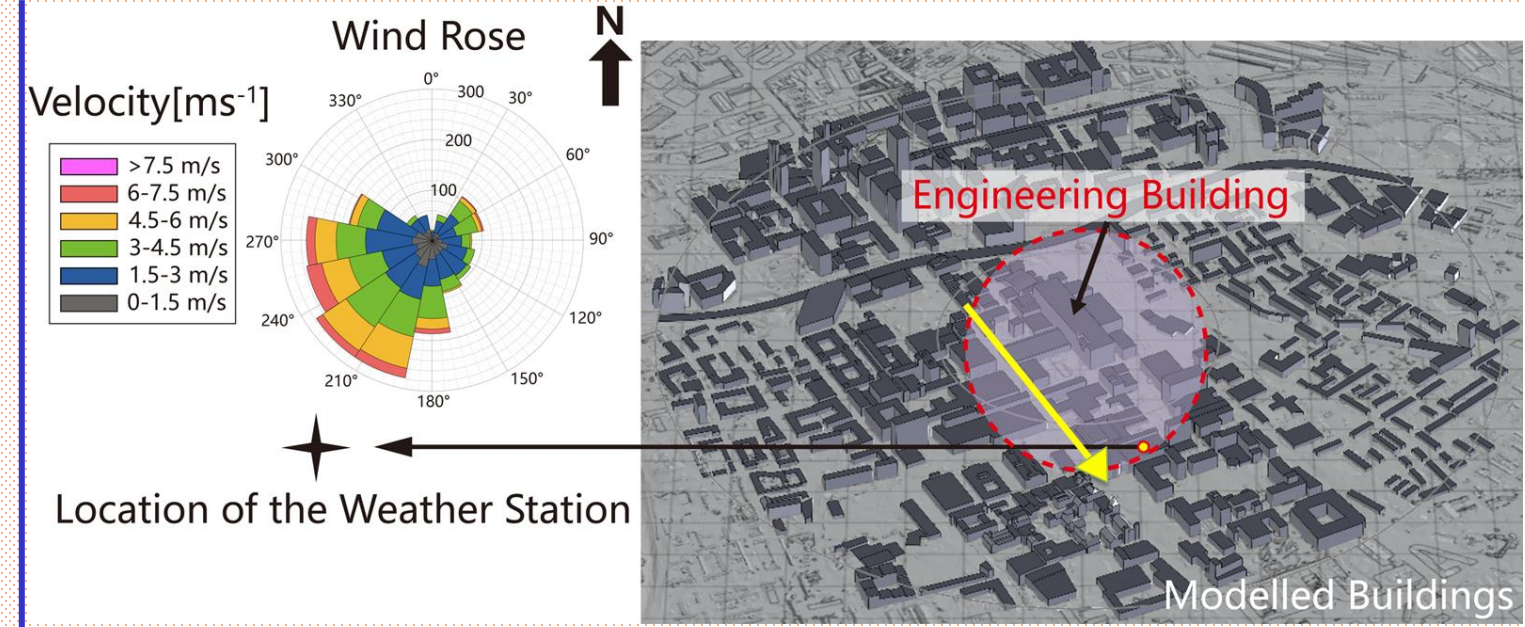 Wind Rose
N
Velocity[ms⁻¹]
>7.5 m/s
6-7.5 m/s
4.5-6 m/s
3-4.5 m/s
1.5-3 m/s
0-1.5 m/s
0°
30°
60°
90°
120°
150°
180°
210°
240°
270°
300°
330°
300
200
100
Location of the Weather Station
Engineering Building
Modelled Buildings